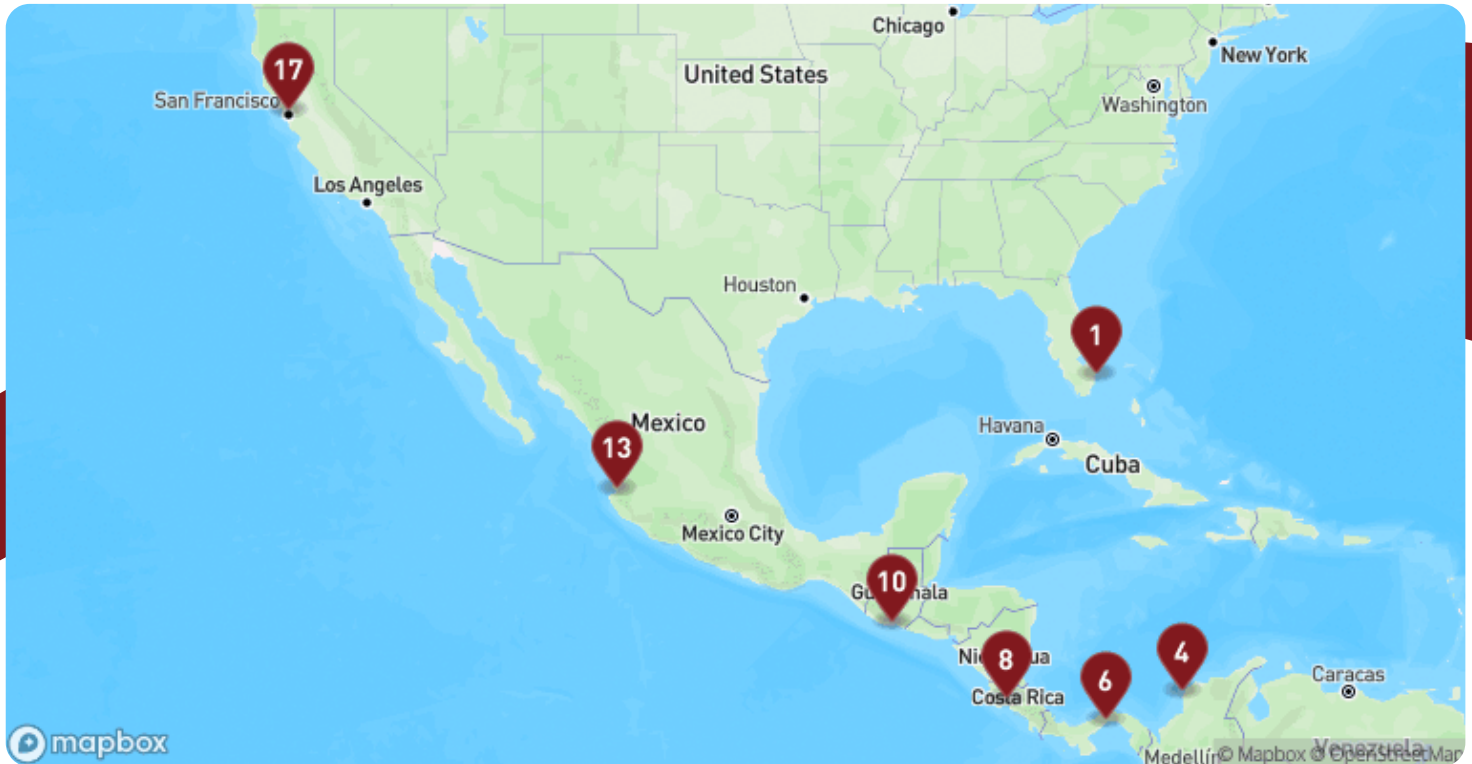 Chicago
New York
17
United States
San Francisco
Washington
Los Angeles
Houston
1
Havana
Mexico
13
Cuba
Mexico City
10
Guatemala
8
4
Nicaragua
6
Caracas
Costa Rica
mapbox
Medellín
Venezuela
© Mapbox © OpenStreetMap